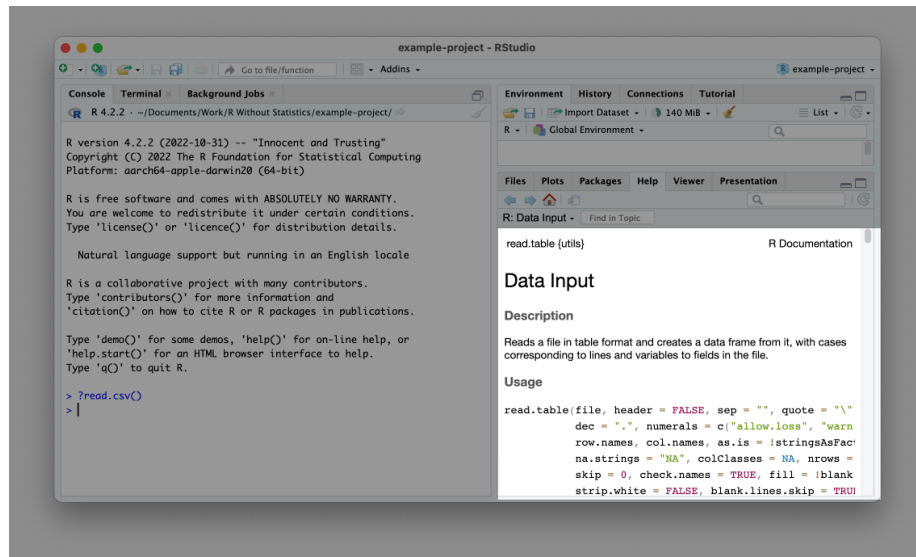 example-project - RStudio
Go to file/function
Addins
example-project
Console Terminal Background Jobs
R 4.2.2 · ~/Documents/Work/R Without Statistics/example-project/
R version 4.2.2 (2022-10-31) -- "Innocent and Trusting"
Copyright (C) 2022 The R Foundation for Statistical Computing
Platform: aarch64-apple-darwin20 (64-bit)
R is free software and comes with ABSOLUTELY NO WARRANTY.
You are welcome to redistribute it under certain conditions.
Type 'license()' or 'licence()' for distribution details.
Natural language support but running in an English locale
R is a collaborative project with many contributors.
Type 'contributors()' for more information and
'citation()' on how to cite R or R packages in publications.
Type 'demo()' for some demos, 'help()' for on-line help, or
'help.start()' for an HTML browser interface to help.
Type 'q()' to quit R.
> ?read.csv()
>
Environment History Connections Tutorial
Import Dataset 140 MiB List
R Global Environment
Files Plots Packages Help Viewer Presentation
R: Data Input Find in Topic
read.table {utils} R Documentation
Data Input
Description
Reads a file in table format and creates a data frame from it, with cases
corresponding to lines and variables to fields in the file.
Usage
read.table(file, header = FALSE, sep = "", quote = "\"
dec = ".", numerals = c("allow.loss", "warn
row.names, col.names, as.is = !stringsAsFact
na.strings = "NA", colClasses = NA, nrows =
skip = 0, check.names = TRUE, fill = !blank
strip.white = FALSE, blank.lines.skip = TRUE